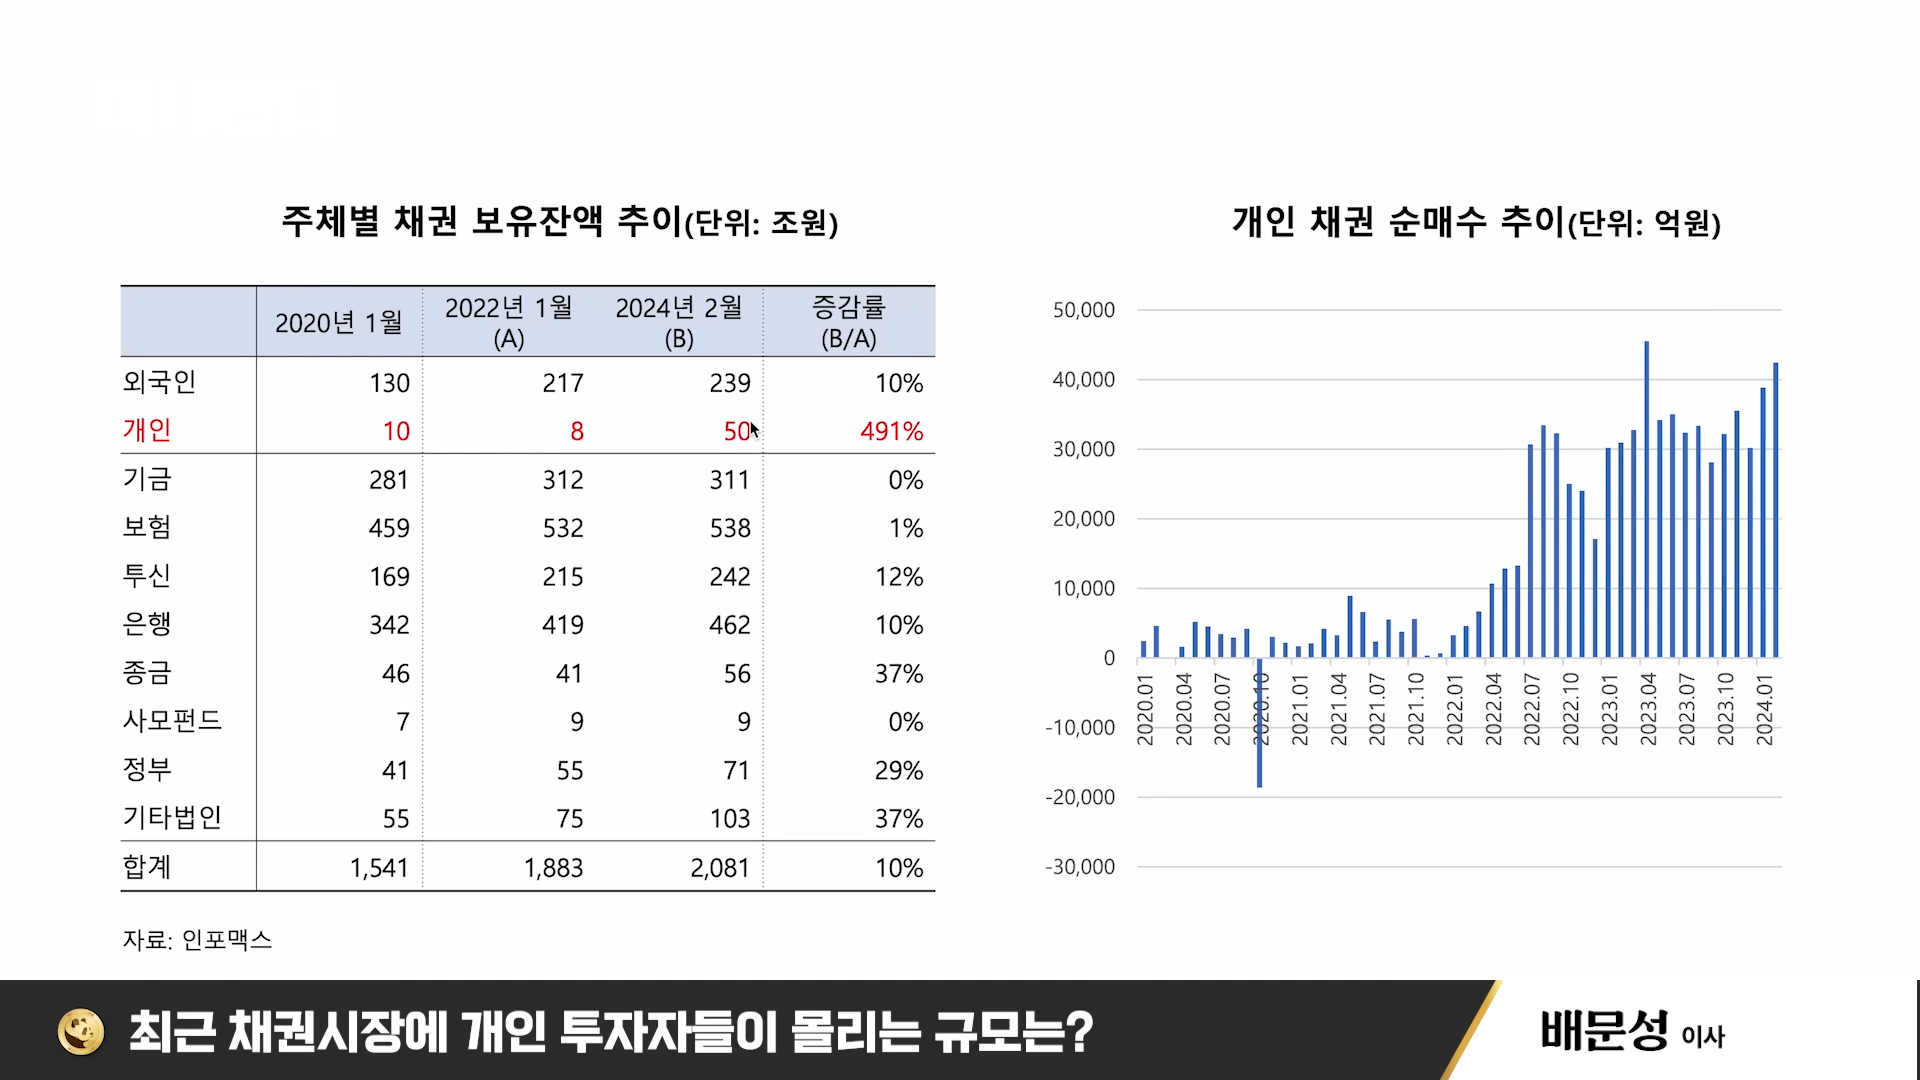 주체별 채권 보유잔액 추이(단위: 조원)
2020년 1월 2022년 1월 (A) 2024년 2월 (B) 증감률 (B/A)
외국인 130 217 239 10%
개인 10 8 50 491%
기금 281 312 311 0%
보험 459 532 538 1%
투신 169 215 242 12%
은행 342 419 462 10%
종금 46 41 56 37%
사모펀드 7 9 9 0%
정부 41 55 71 29%
기타법인 55 75 103 37%
합계 1,541 1,883 2,081 10%
자료: 인포맥스
개인 채권 순매수 추이(단위: 억원)
50,000
40,000
30,000
20,000
10,000
0
-10,000
-20,000
-30,000
2020.01 2020.04 2020.07 2020.10 2021.01 2021.04 2021.07 2021.10 2022.01 2022.04 2022.07 2022.10 2023.01 2023.04 2023.07 2023.10 2024.01
최근 채권시장에 개인 투자자들이 몰리는 규모는?
배문성 이사